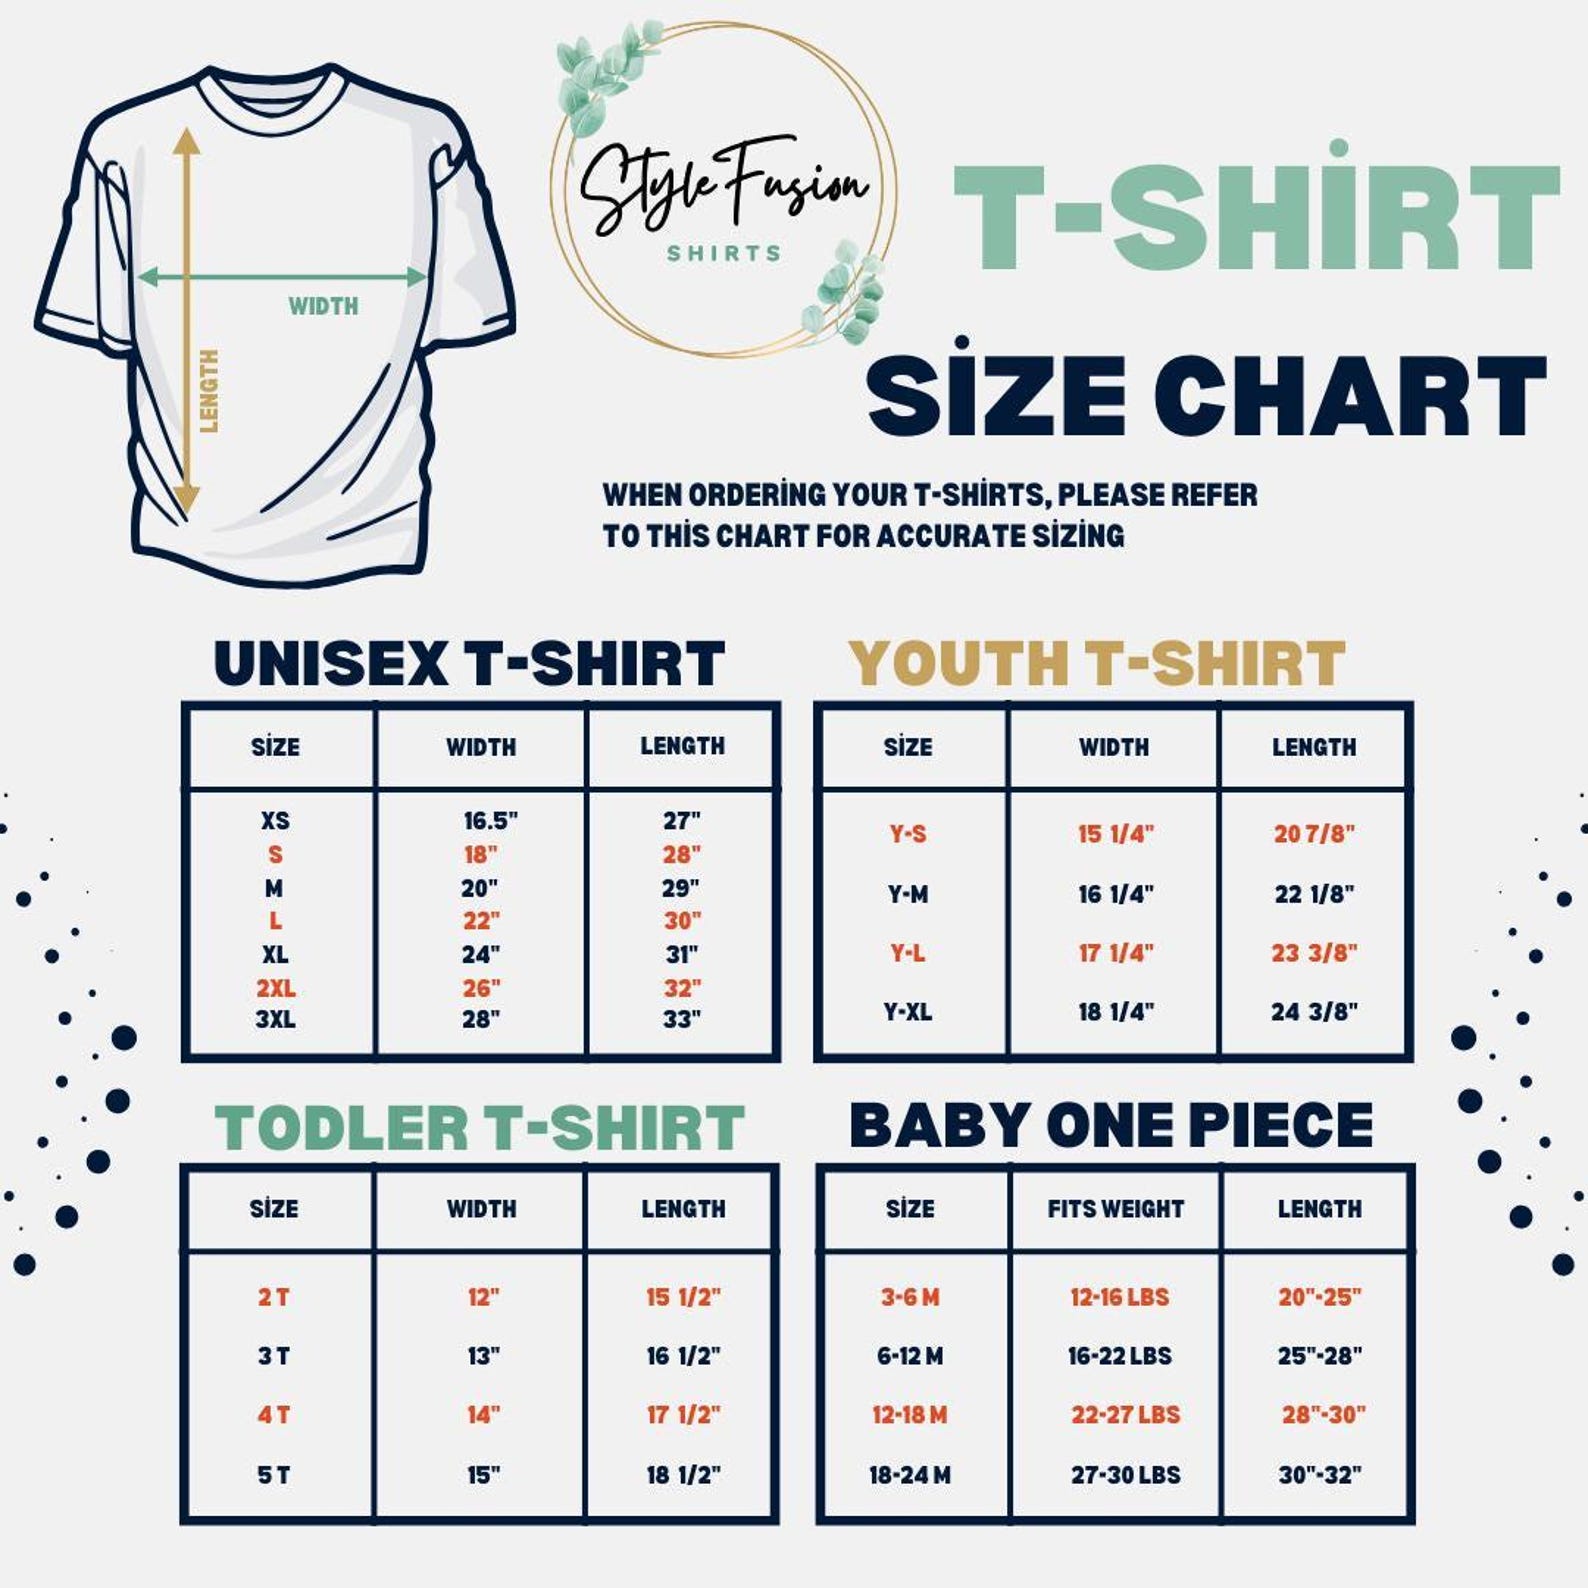 Style Fusion
SHIRTS
T-SHİRT
SİZE CHART
WIDTH
LENGTH
WHEN ORDERİNG YOUR T-SHİRTS, PLEASE REFER
TO THİS CHART FOR ACCURATE SİZİNG
UNISEX T-SHIRT
SİZE WIDTH LENGTH
XS 16.5" 27"
S 18" 28"
M 20" 29"
L 22" 30"
XL 24" 31"
2XL 26" 32"
3XL 28" 33"
YOUTH T-SHIRT
SİZE WIDTH LENGTH
Y-S 15 1/4" 20 7/8"
Y-M 16 1/4" 22 1/8"
Y-L 17 1/4" 23 3/8"
Y-XL 18 1/4" 24 3/8"
TODLER T-SHIRT
SİZE WIDTH LENGTH
2 T 12" 15 1/2"
3 T 13" 16 1/2"
4 T 14" 17 1/2"
5 T 15" 18 1/2"
BABY ONE PIECE
SİZE FITS WEIGHT LENGTH
3-6 M 12-16 LBS 20"-25"
6-12 M 16-22 LBS 25"-28"
12-18 M 22-27 LBS 28"-30"
18-24 M 27-30 LBS 30"-32"